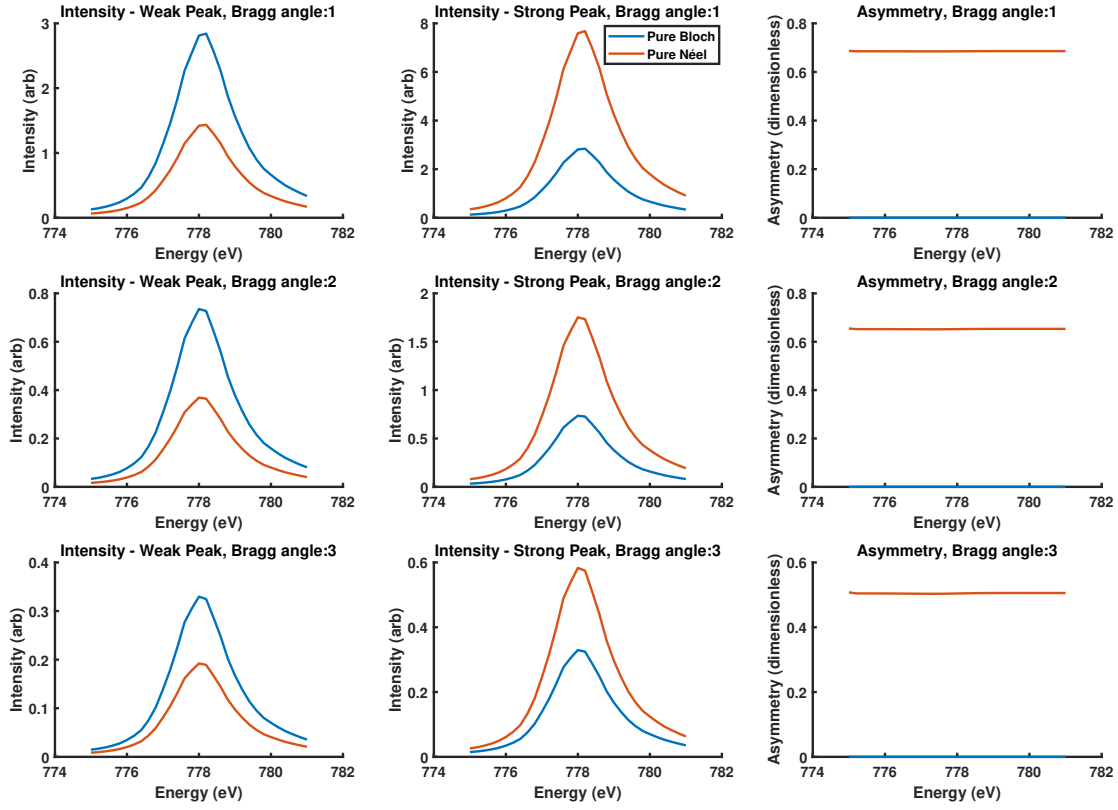 Intensity - Weak Peak, Bragg angle:1
Intensity (arb)
3
2
1
0
774 776 778 780 782
Energy (eV)
Intensity - Strong Peak, Bragg angle:1
Pure Bloch
Pure Néel
Intensity (arb)
8
6
4
2
0
774 776 778 780 782
Energy (eV)
Asymmetry, Bragg angle:1
Asymmetry (dimensionless)
0.8
0.6
0.4
0.2
0
774 776 778 780 782
Energy (eV)
Intensity - Weak Peak, Bragg angle:2
Intensity (arb)
0.8
0.6
0.4
0.2
0
774 776 778 780 782
Energy (eV)
Intensity - Strong Peak, Bragg angle:2
Intensity (arb)
2
1.5
1
0.5
0
774 776 778 780 782
Energy (eV)
Asymmetry, Bragg angle:2
Asymmetry (dimensionless)
0.8
0.6
0.4
0.2
0
774 776 778 780 782
Energy (eV)
Intensity - Weak Peak, Bragg angle:3
Intensity (arb)
0.4
0.3
0.2
0.1
0
774 776 778 780 782
Energy (eV)
Intensity - Strong Peak, Bragg angle:3
Intensity (arb)
0.6
0.4
0.2
0
774 776 778 780 782
Energy (eV)
Asymmetry, Bragg angle:3
Asymmetry (dimensionless)
0.6
0.4
0.2
0
774 776 778 780 782
Energy (eV)